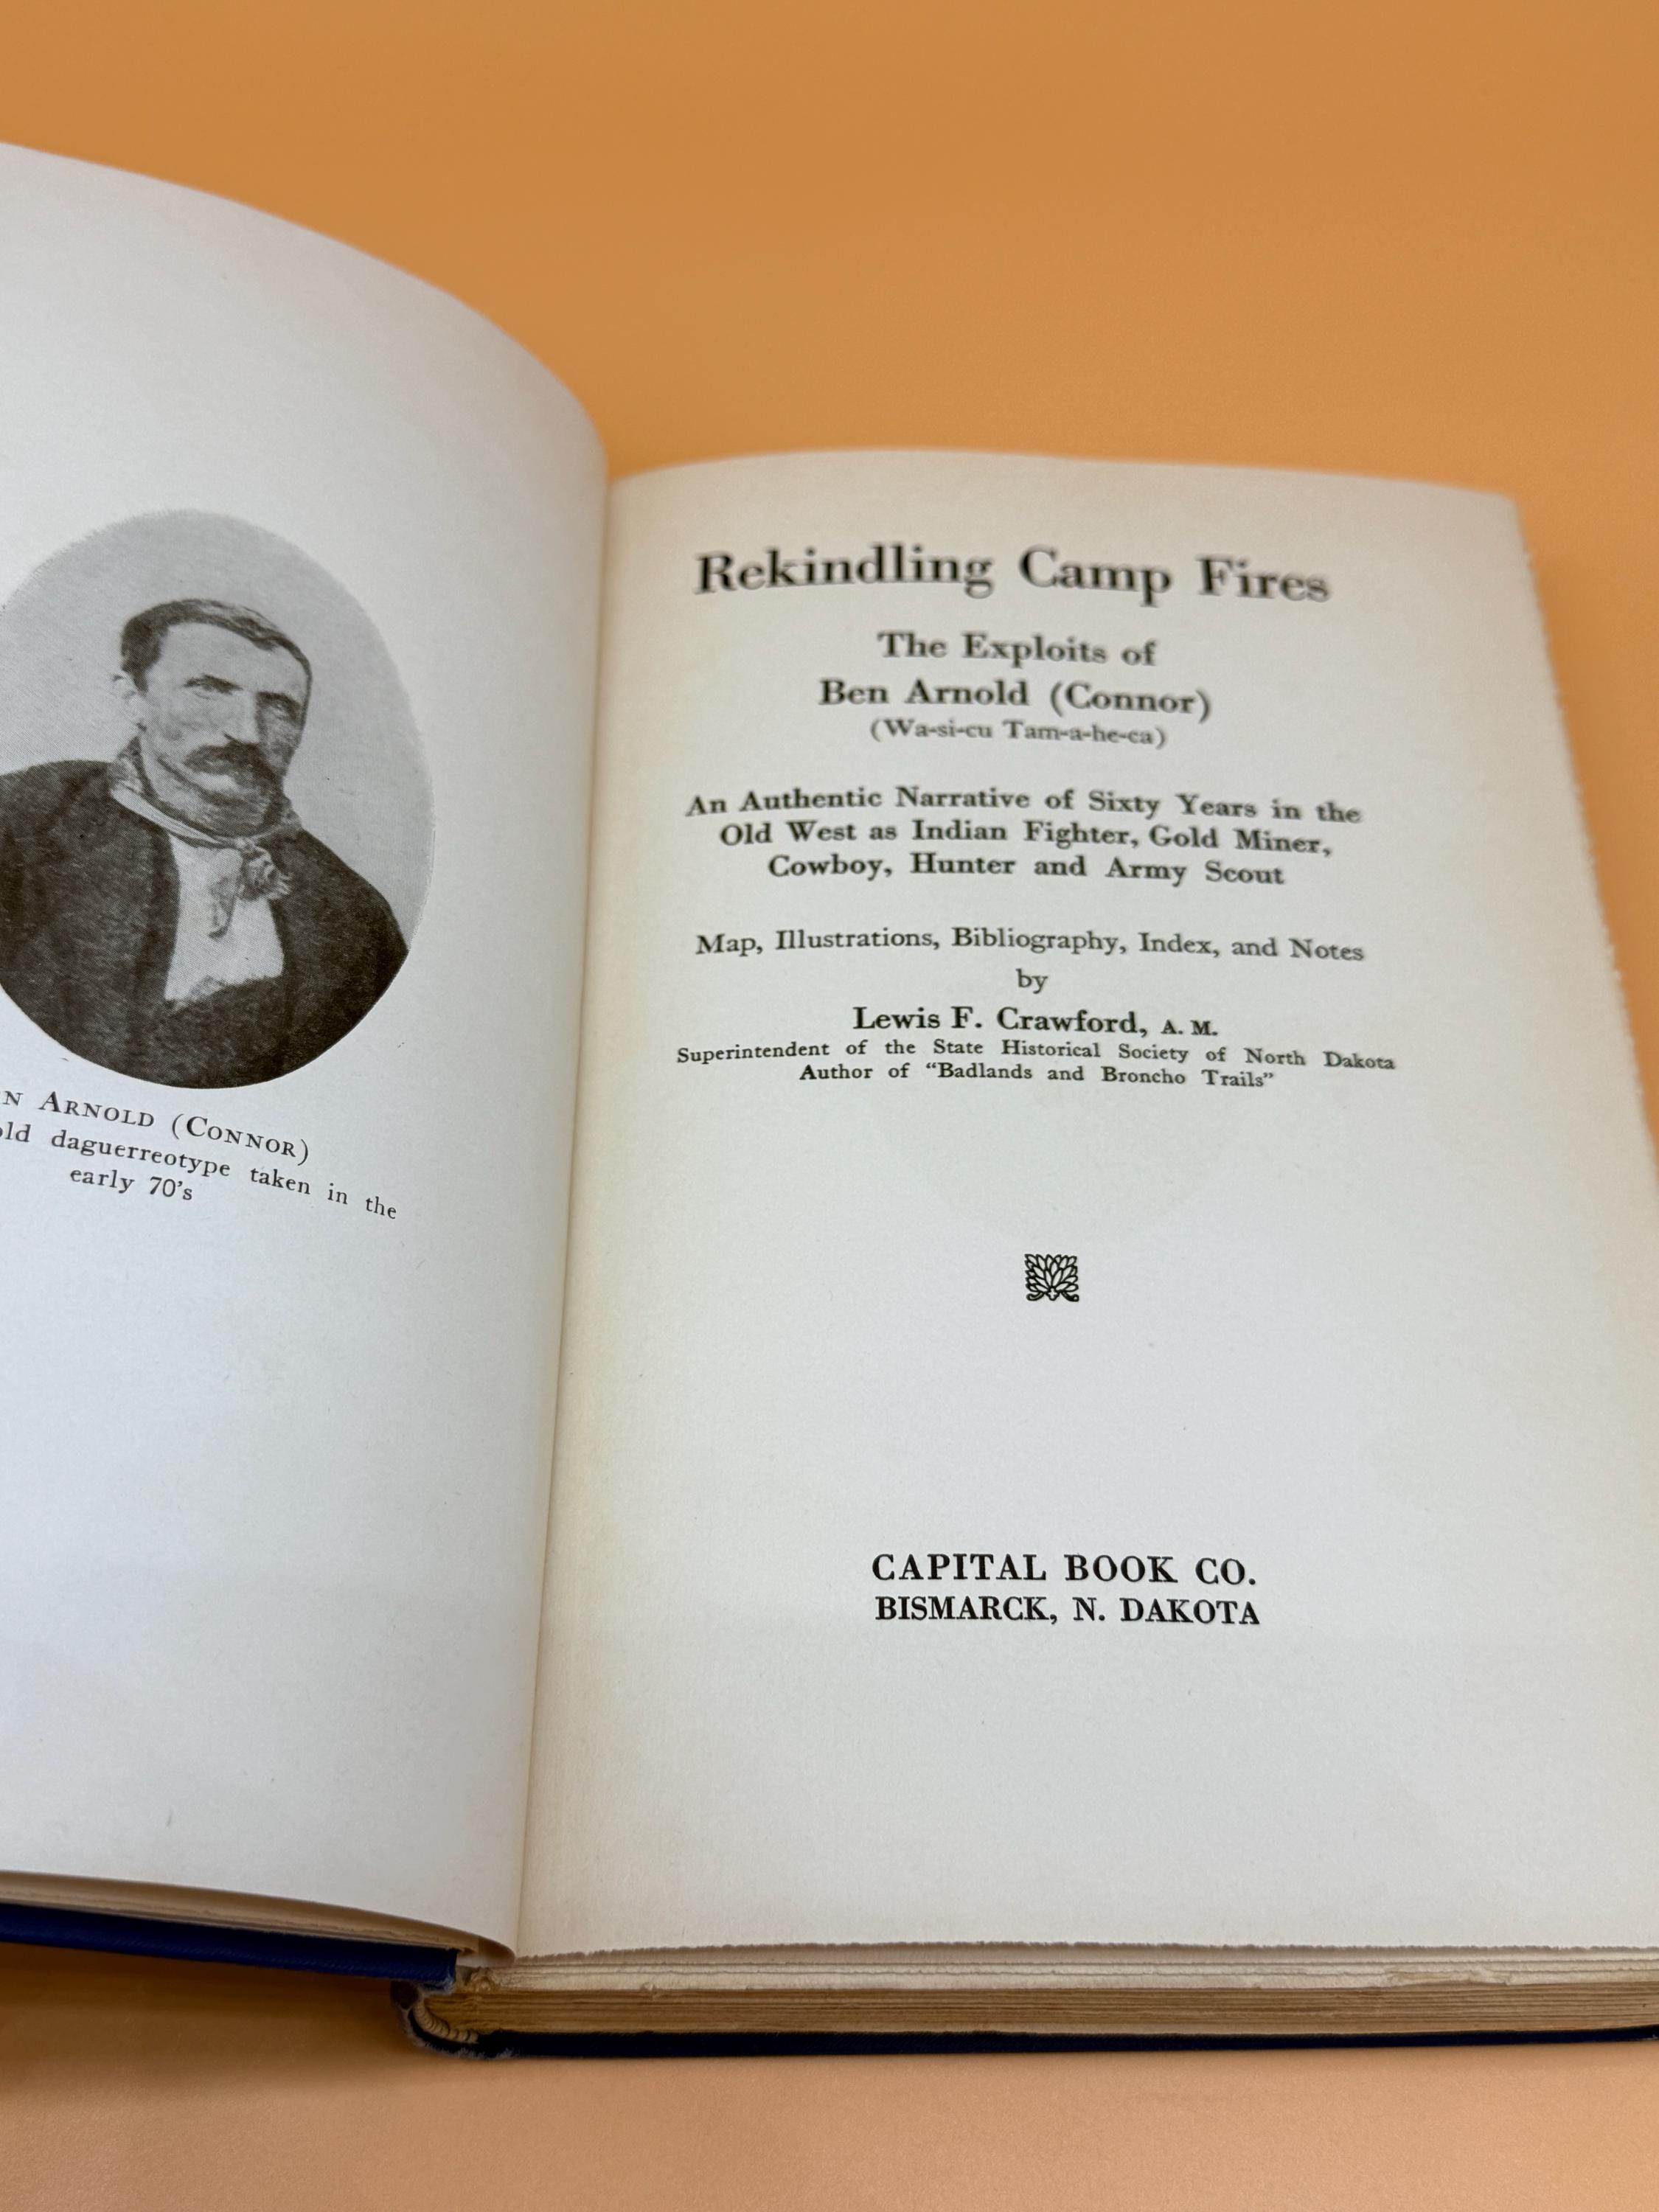 N ARNOLD (CONNOR)
old daguerreotype taken in the
early 70's
Rekindling Camp Fires
The Exploits of
Ben Arnold (Connor)
(Wa-si-cu Tam-a-he-ca)
An Authentic Narrative of Sixty Years in the
Old West as Indian Fighter, Gold Miner,
Cowboy, Hunter and Army Scout
Map, Illustrations, Bibliography, Index, and Notes
by
Lewis F. Crawford, A. M.
Superintendent of the State Historical Society of North Dakota
Author of “Badlands and Broncho Trails”
CAPITAL BOOK CO.
BISMARCK, N. DAKOTA